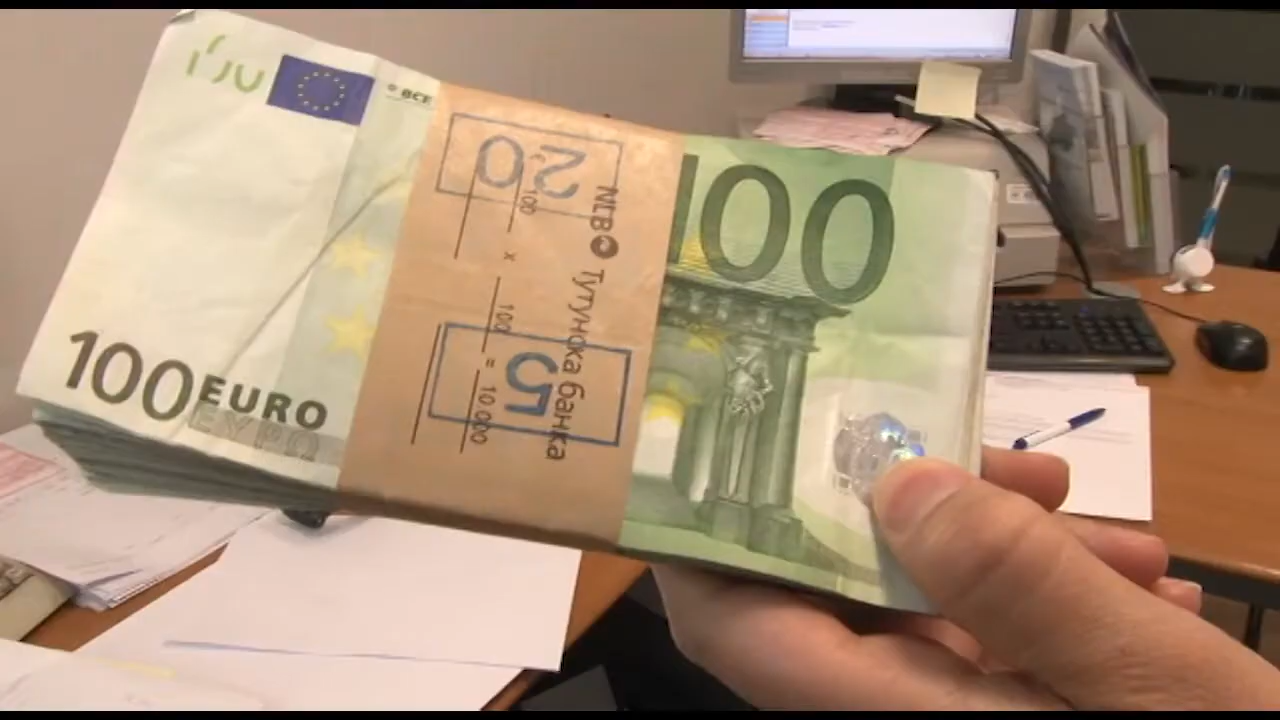 BCE
100 EURO
ΕΥΡΩ
100
NLB Тутунска банка
100 x 100 = 10.000
20
5